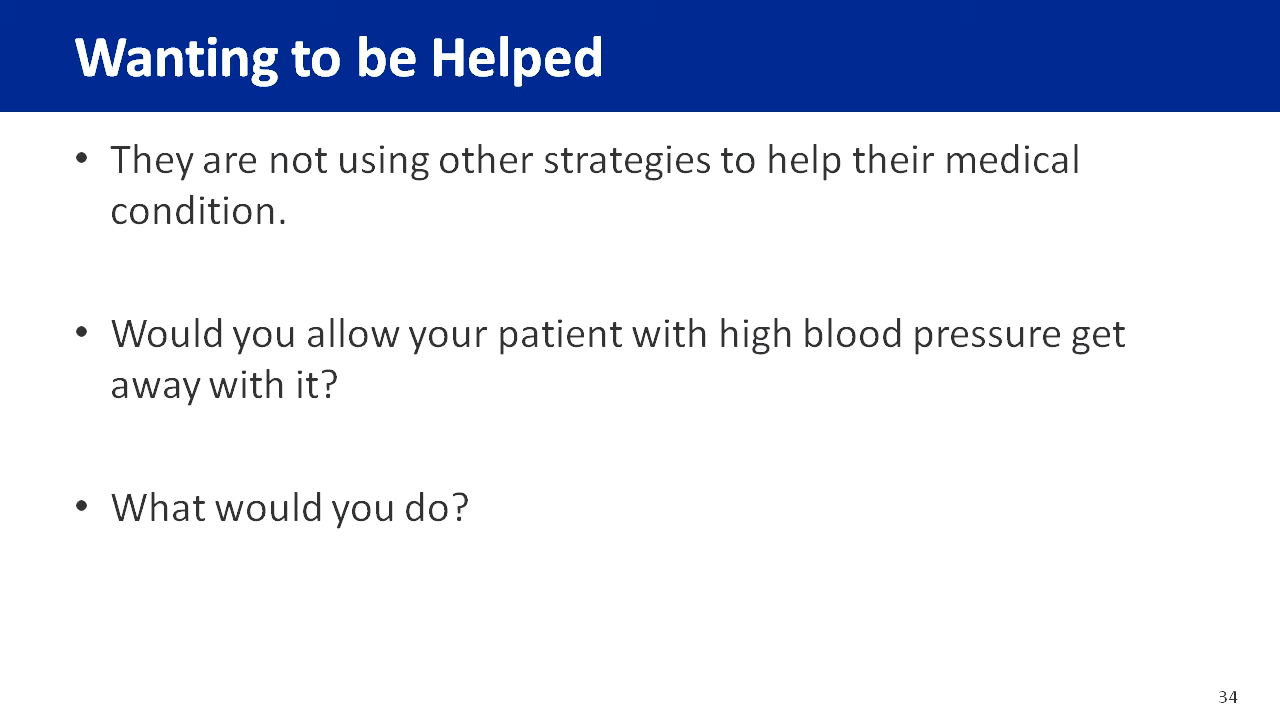 Wanting to be Helped
• They are not using other strategies to help their medical
condition.
• Would you allow your patient with high blood pressure get
away with it?
• What would you do?
34